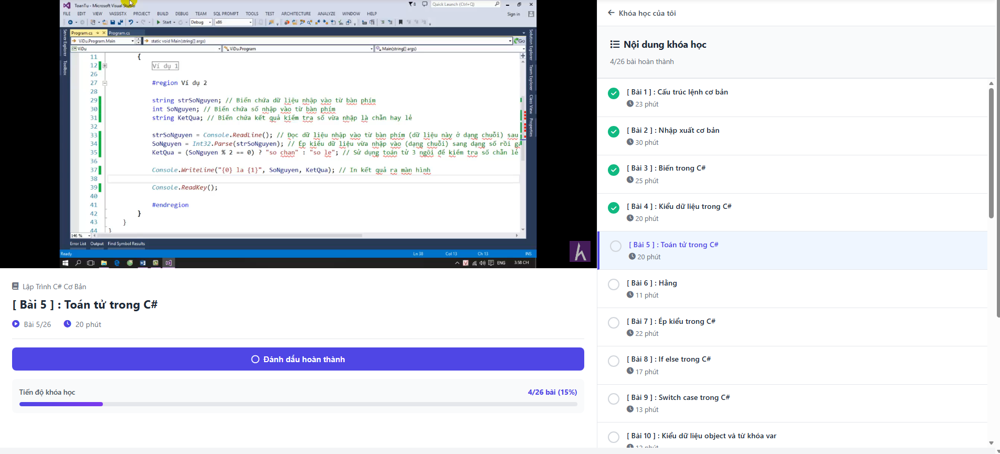 ToanTu - Microsoft Visual Studio
8
Quick Launch (Ctrl+Q)
FILE EDIT VIEW VASSISTX PROJECT BUILD DEBUG TEAM SQL PROMPT TOOLS TEST ARCHITECTURE ANALYZE WINDOW HELP
Sign in
Start Debug x86
Program.cs Program.cs
ViDu.Program.Main static void Main(string[] args) Go
ViDu ViDu.Program Main(string[] args)
Server Explorer
Toolbox
Solution Explorer
Team Explorer
Class View
Properties
11 {
12 Ví dụ 1
26
27 #region Ví dụ 2
28
29 string strSoNguyen; // Biến chứa dữ liệu nhập vào từ bàn phím
30 int SoNguyen; // Biến chứa số nhập vào từ bàn phím
31 string KetQua; // Biến chứa kết quả kiểm tra số vừa nhập là chẵn hay lẻ
32
33 strSoNguyen = Console.ReadLine(); // Đọc dữ liệu nhập vào từ bàn phím (dữ liệu này ở dạng chuỗi) sau
34 SoNguyen = Int32.Parse(strSoNguyen); // Ép kiểu dữ liệu vừa nhập vào (dạng chuỗi) sang dạng số rồi gá
35 KetQua = (SoNguyen % 2 == 0) ? "so chan" : "so le"; // Sử dụng toán tử 3 ngôi để kiểm tra số chẵn lẻ
36
37 Console.WriteLine("{0} la {1}", SoNguyen, KetQua); // In kết quả ra màn hình
38
39 Console.ReadKey();
40
41 #endregion
42 }
43 }
44 }
146 %
Error List Output Find Symbol Results
Ready Ln 38 Col 13 Ch 13 INS
ENG 3:58 CH
Lập Trình C# Cơ Bản
[ Bài 5 ] : Toán tử trong C#
Bài 5/26 20 phút
Đánh dấu hoàn thành
Tiến độ khóa học 4/26 bài (15%)
Khóa học của tôi
Nội dung khóa học
4/26 bài hoàn thành
[ Bài 1 ] : Cấu trúc lệnh cơ bản
23 phút
[ Bài 2 ] : Nhập xuất cơ bản
30 phút
[ Bài 3 ] : Biến trong C#
25 phút
[ Bài 4 ] : Kiểu dữ liệu trong C#
20 phút
[ Bài 5 ] : Toán tử trong C#
20 phút
[ Bài 6 ] : Hằng
11 phút
[ Bài 7 ] : Ép kiểu trong C#
22 phút
[ Bài 8 ] : If else trong C#
17 phút
[ Bài 9 ] : Switch case trong C#
13 phút
[ Bài 10 ] : Kiểu dữ liệu object và từ khóa var